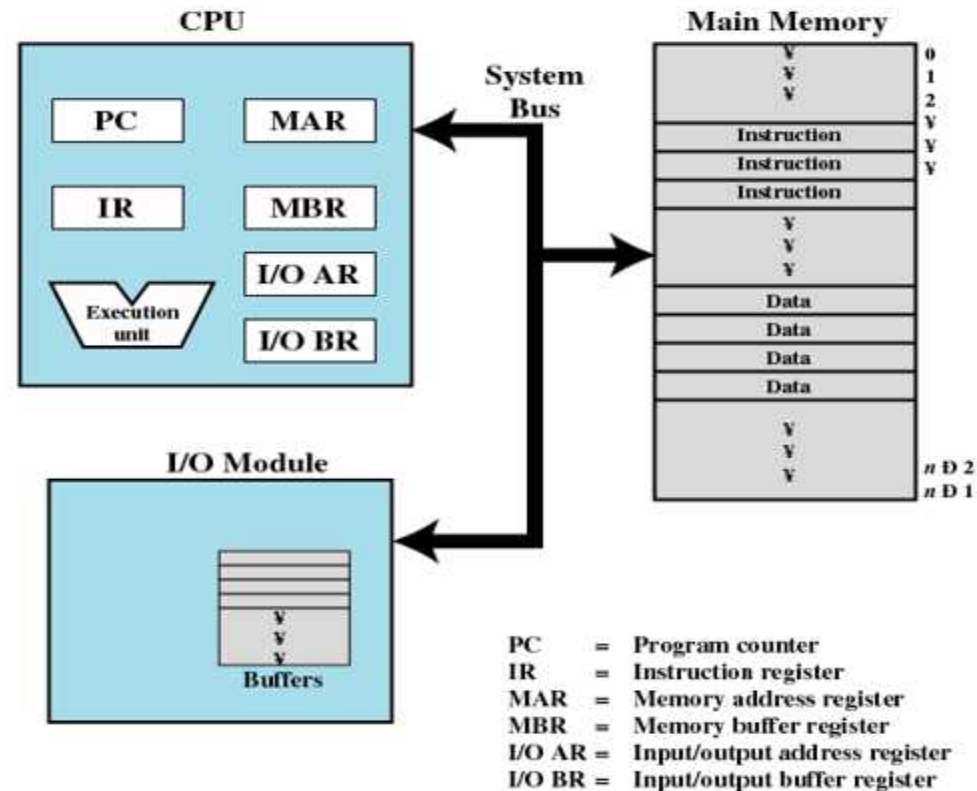 CPU
PC
MAR
IR
MBR
I/O AR
Execution
unit
I/O BR
System
Bus
Main Memory
¥
¥
¥
Instruction
Instruction
Instruction
¥
¥
¥
Data
Data
Data
Data
¥
¥
¥
0
1
2
¥
¥
¥
n Ð 2
n Ð 1
I/O Module
¥
¥
¥
Buffers
PC = Program counter
IR = Instruction register
MAR = Memory address register
MBR = Memory buffer register
I/O AR = Input/output address register
I/O BR = Input/output buffer register